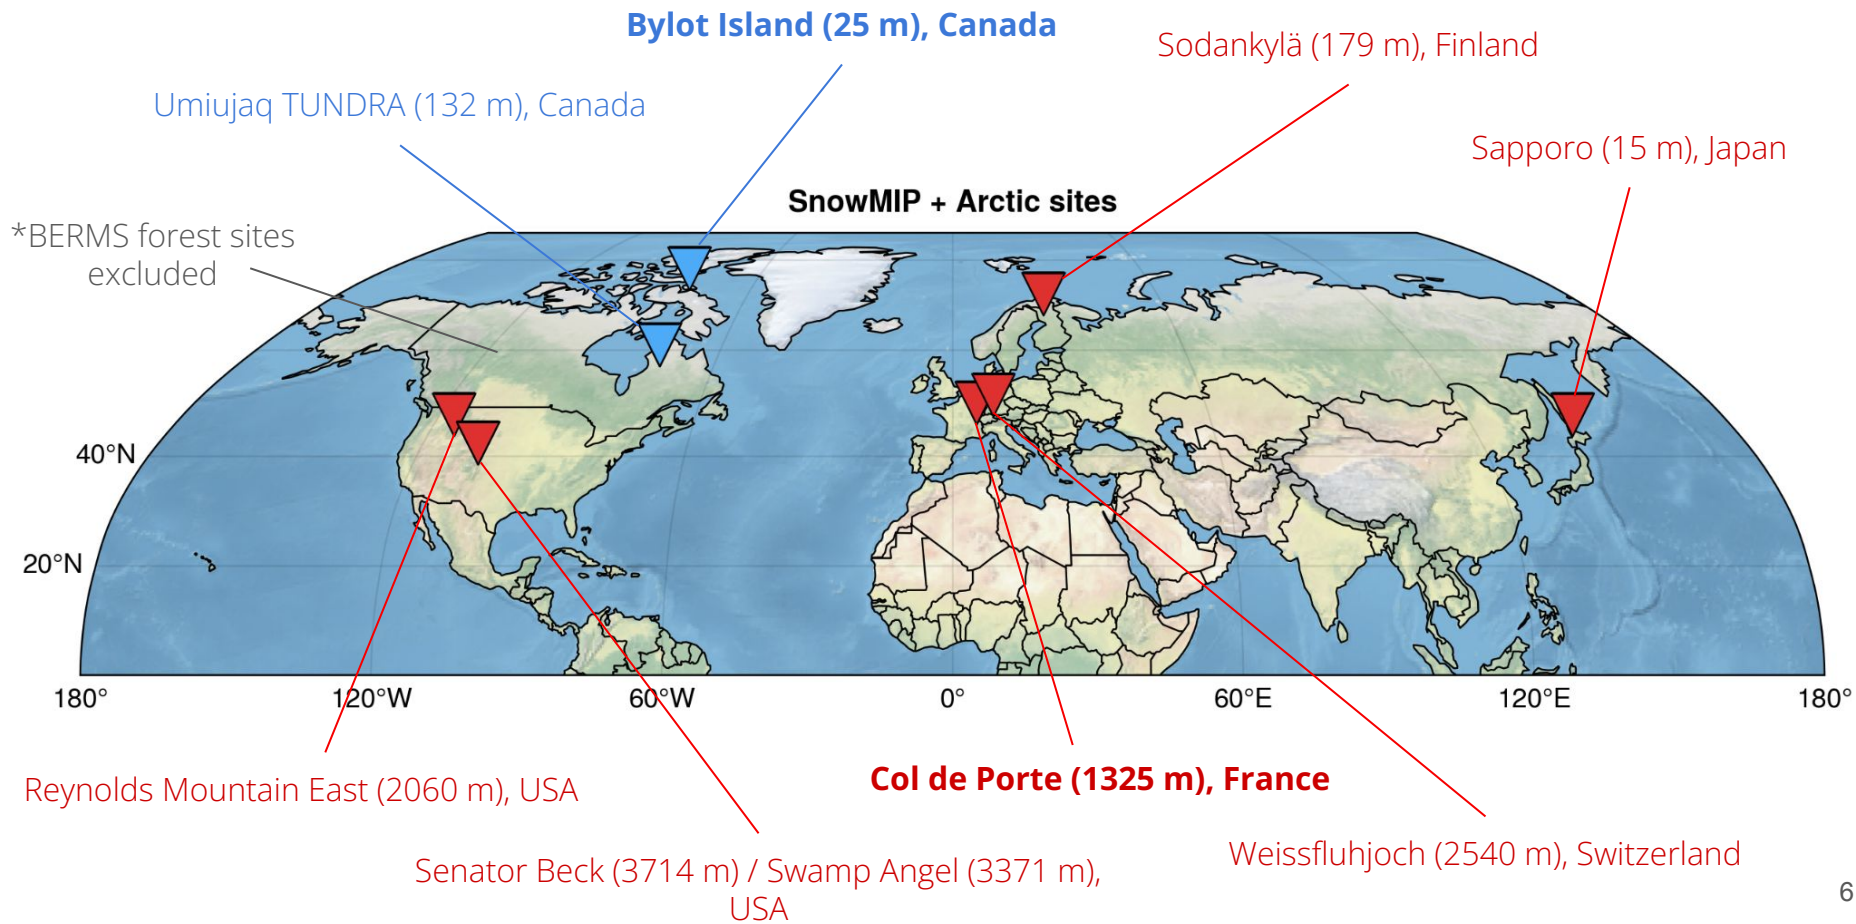 Bylot Island (25 m), Canada
Sodankylä (179 m), Finland
Umiujaq TUNDRA (132 m), Canada
Sapporo (15 m), Japan
SnowMIP + Arctic sites
*BERMS forest sites
excluded
40°N
20°N
180°
120°W
60°W
0°
60°E
120°E
180°
Reynolds Mountain East (2060 m), USA
Col de Porte (1325 m), France
Senator Beck (3714 m) / Swamp Angel (3371 m),
USA
Weissfluhjoch (2540 m), Switzerland
6